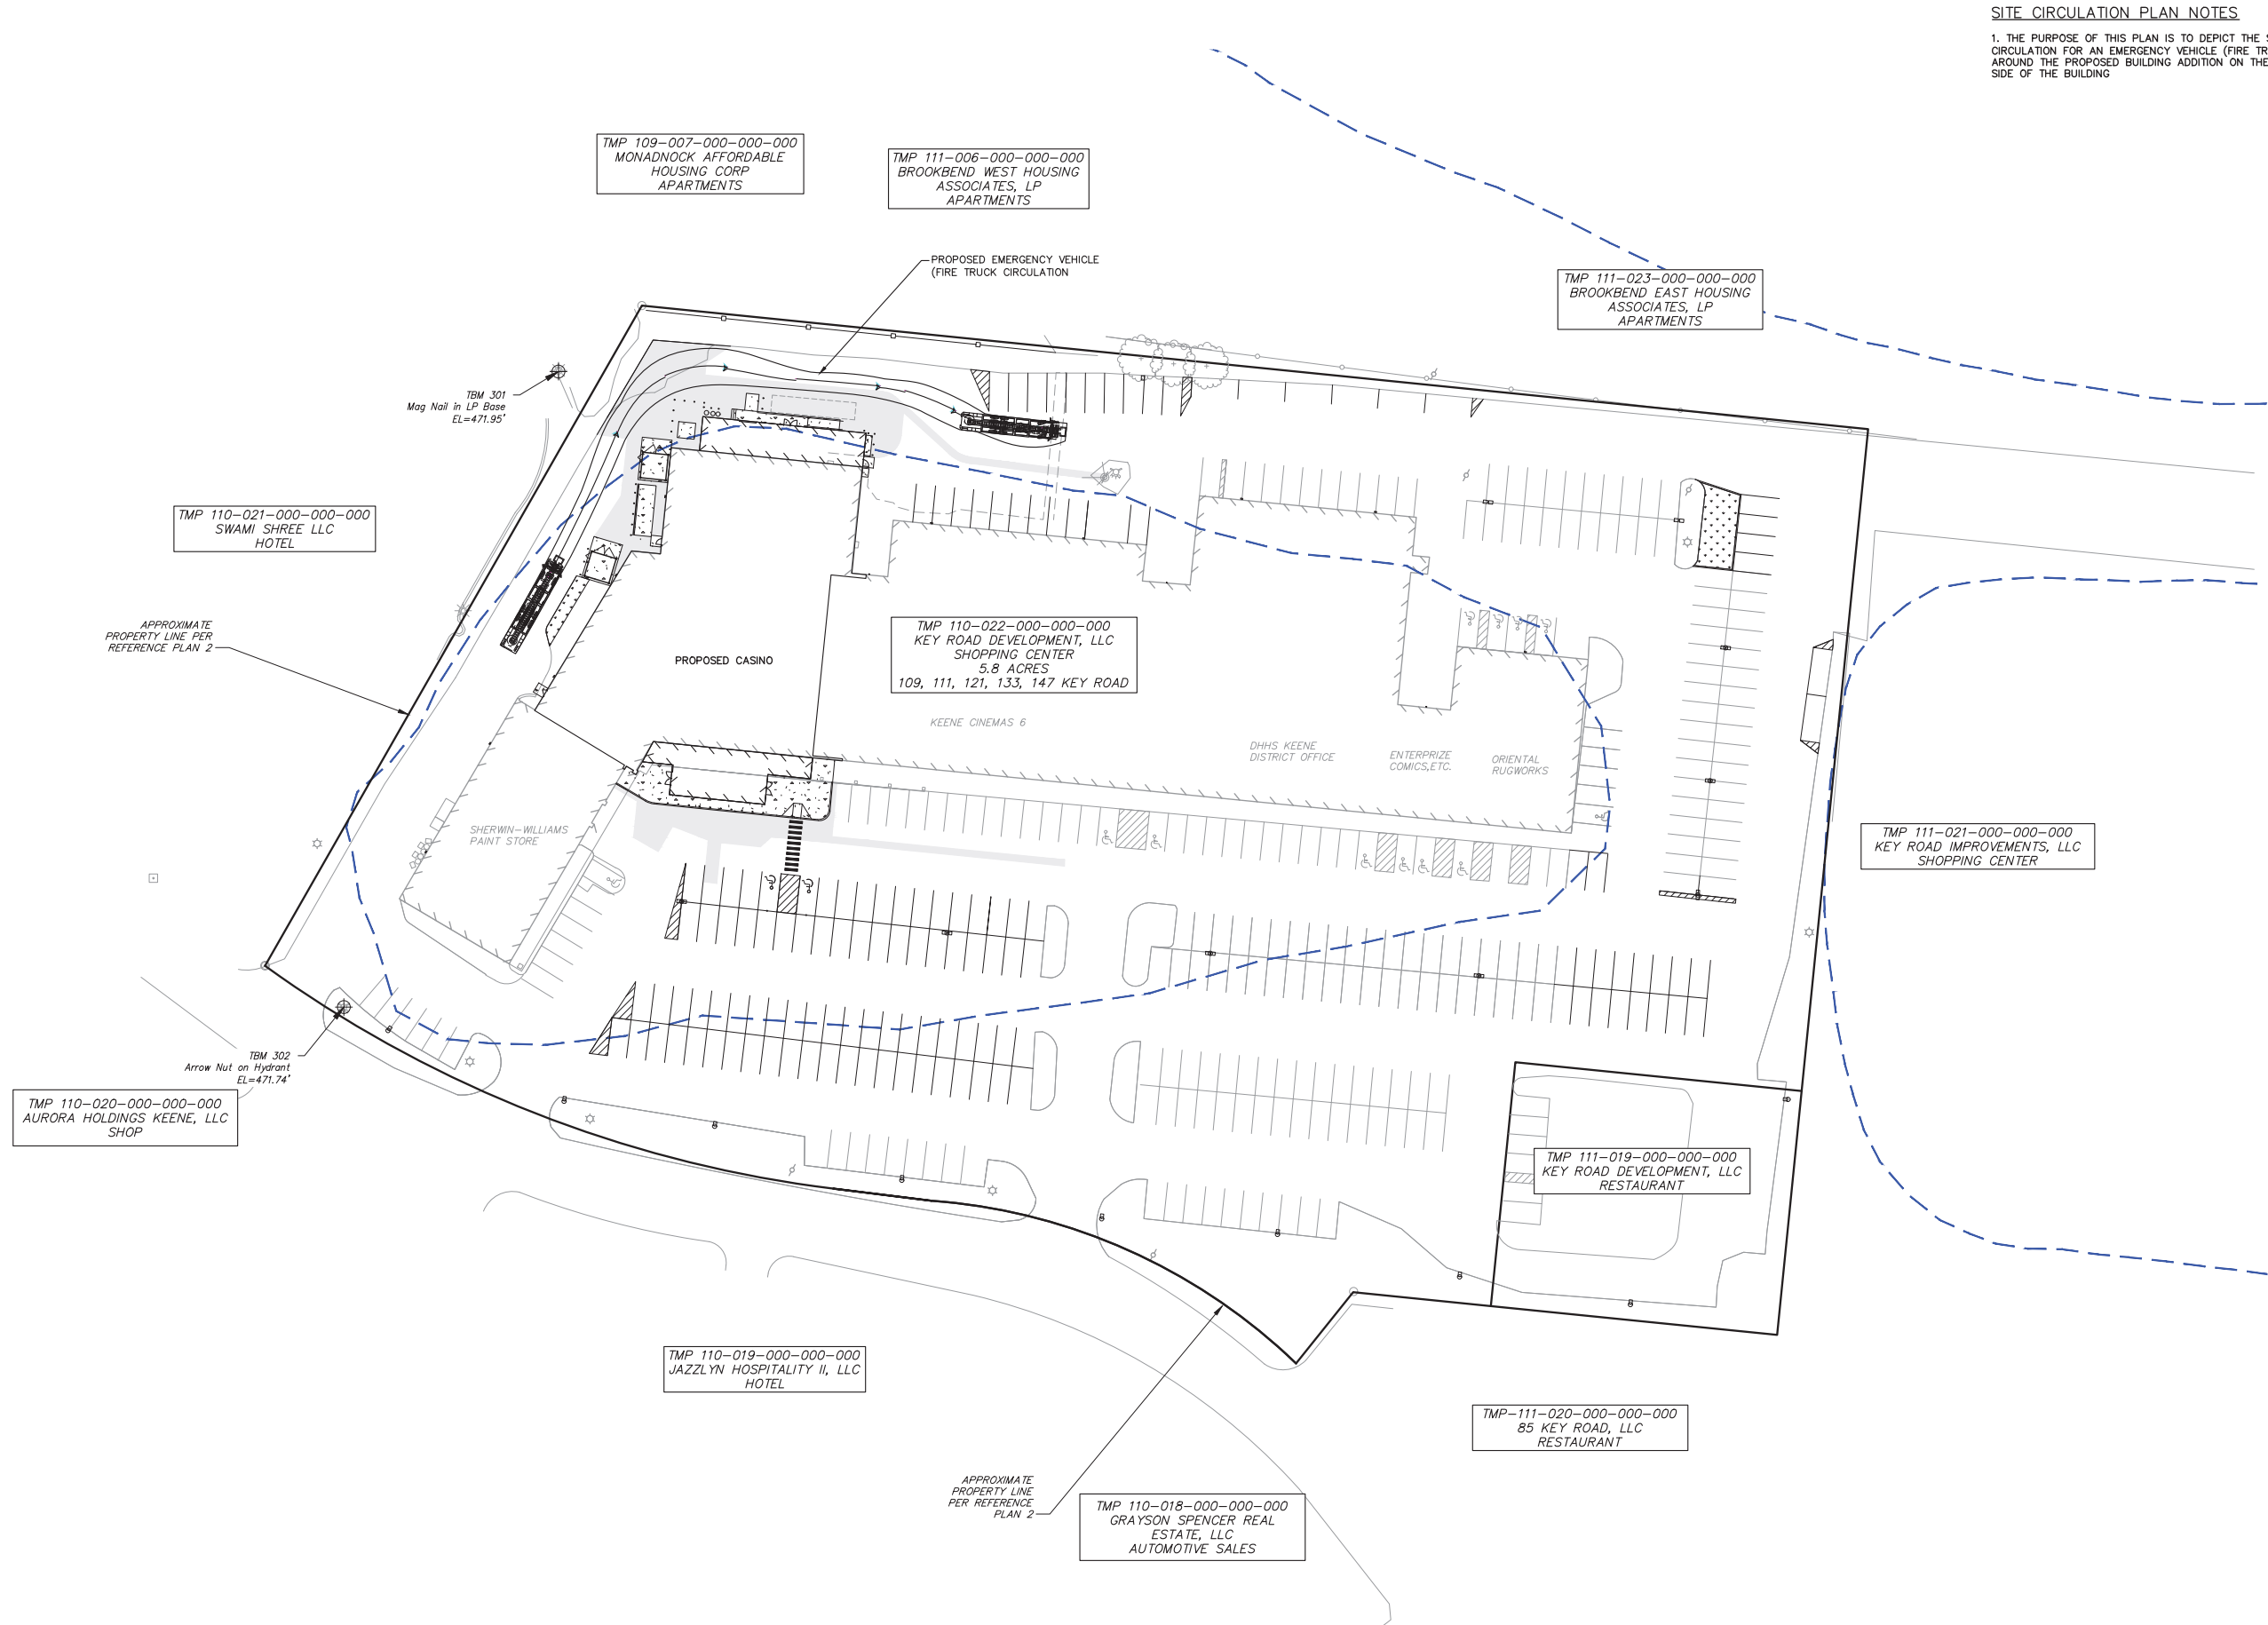 SITE CIRCULATION PLAN NOTES
1. THE PURPOSE OF THIS PLAN IS TO DEPICT THE
CIRCULATION FOR AN EMERGENCY VEHICLE (FIRE
AROUND THE PROPOSED BUILDING ADDITION ON THE
SIDE OF THE BUILDING
TMP 109-007-000-000-000
MONADNOCK AFFORDABLE
HOUSING CORP
APARTMENTS
TMP 111-006-000-000-000
BROOKBEND WEST HOUSING
ASSOCIATES, LP
APARTMENTS
PROPOSED EMERGENCY VEHICLE
(FIRE TRUCK CIRCULATION
TMP 111-023-000-000-000
BROOKBEND EAST HOUSING
ASSOCIATES, LP
APARTMENTS
TBM 301
Mag Nail in LP Base
EL=471.95'
TMP 110-021-000-000-000
SWAMI SHREE LLC
HOTEL
APPROXIMATE
PROPERTY LINE PER
REFERENCE PLAN 2
PROPOSED CASINO
TMP 110-022-000-000-000
KEY ROAD DEVELOPMENT, LLC
SHOPPING CENTER
5.8 ACRES
109, 111, 121, 133, 147 KEY ROAD
KEENE CINEMAS 6
DHHS KEENE
DISTRICT OFFICE
ENTERPRIZE
COMICS,ETC.
ORIENTAL
RUGWORKS
SHERWIN-WILLIAMS
PAINT STORE
TMP 111-021-000-000-000
KEY ROAD IMPROVEMENTS, LLC
SHOPPING CENTER
TBM 302
Arrow Nut on Hydrant
EL=471.74'
TMP 110-020-000-000-000
AURORA HOLDINGS KEENE, LLC
SHOP
TMP 111-019-000-000-000
KEY ROAD DEVELOPMENT, LLC
RESTAURANT
TMP 110-019-000-000-000
JAZZLYN HOSPITALITY II, LLC
HOTEL
TMP-111-020-000-000-000
85 KEY ROAD, LLC
RESTAURANT
APPROXIMATE
PROPERTY LINE
PER REFERENCE
PLAN 2
TMP 110-018-000-000-000
GRAYSON SPENCER REAL
ESTATE, LLC
AUTOMOTIVE SALES